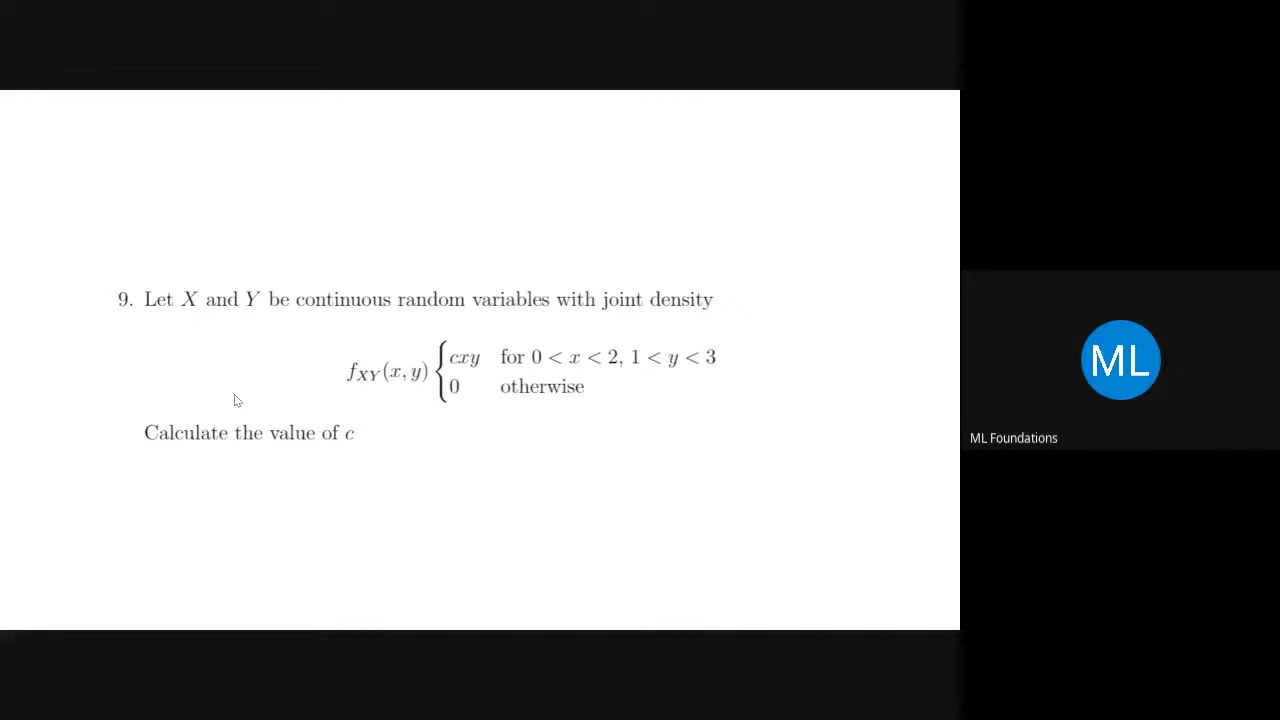 9. Let X and Y be continuous random variables with joint density
f_{XY}(x, y) { cxy for 0 < x < 2, 1 < y < 3
0 otherwise
Calculate the value of c
ML
ML Foundations